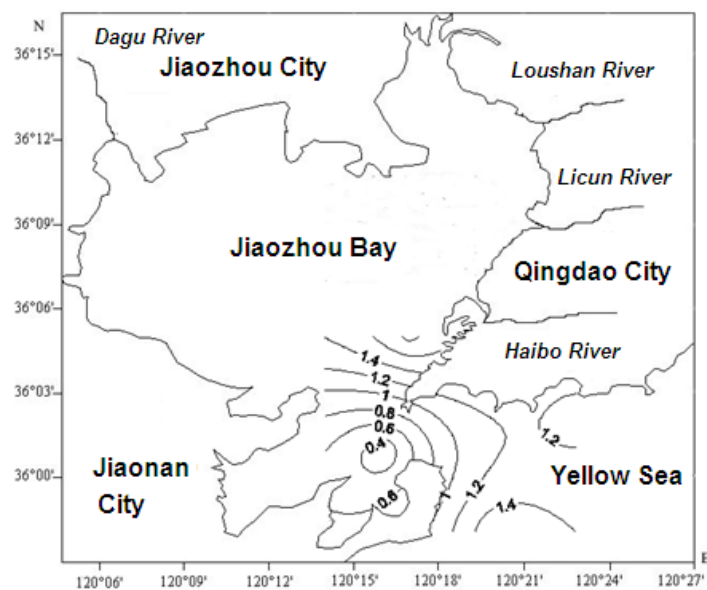 N
Dagu River
36°15'
Jiaozhou City
Loushan River
36°12'
Licun River
36°09'
Jiaozhou Bay
Qingdao City
36°06'
Haibo River
1.4
1.2
36°03'
1
0.8
0.6
1.2
0.4
36°00'
Jiaonan
City
Yellow Sea
0.6
1
1.2
1.4
E
120°06'
120°09'
120°12'
120°15'
120°18'
120°21'
120°24'
120°27'